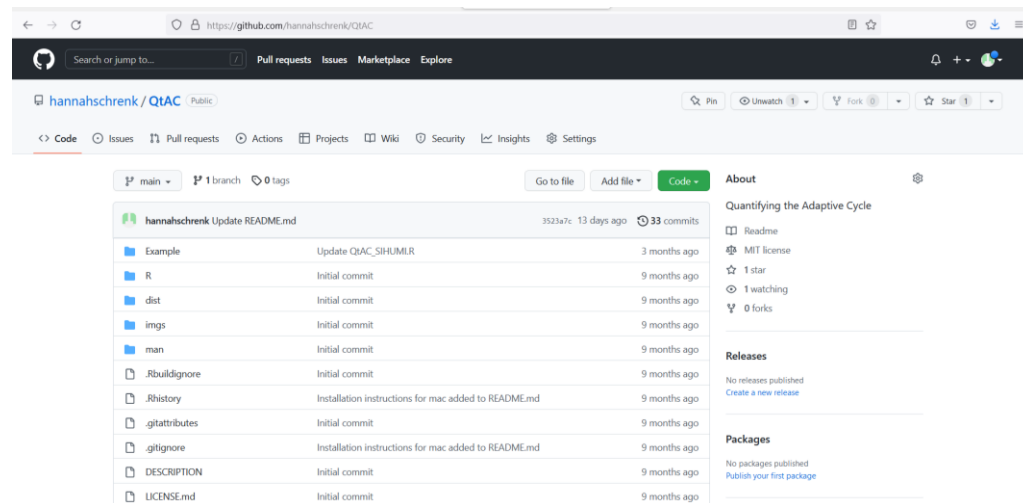 https://github.com/hannahschrenk/QtAC
Search or jump to... / Pull requests Issues Marketplace Explore
hannahschrenk / QtAC Public Pin Unwatch 1 Fork 0 Star 1
Code Issues Pull requests Actions Projects Wiki Security Insights Settings
main 1 branch 0 tags Go to file Add file Code
hannahschrenk Update README.md 3523a7c 13 days ago 33 commits
Example Update QtAC_SIHUMI.R 3 months ago
R Initial commit 9 months ago
dist Initial commit 9 months ago
imgs Initial commit 9 months ago
man Initial commit 9 months ago
.Rbuildignore Initial commit 9 months ago
.Rhistory Installation instructions for mac added to README.md 9 months ago
.gitattributes Initial commit 9 months ago
.gitignore Installation instructions for mac added to README.md 9 months ago
DESCRIPTION Initial commit 9 months ago
LICENSE.md Initial commit 9 months ago
About
Quantifying the Adaptive Cycle
Readme
MIT license
1 star
1 watching
0 forks
Releases
No releases published
Create a new release
Packages
No packages published
Publish your first package